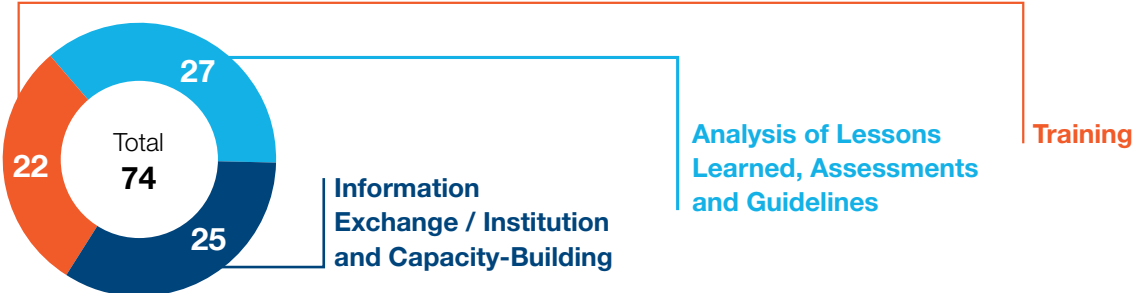 27
Total
74
22
25
Information
Exchange / Institution
and Capacity-Building
Analysis of Lessons
Learned, Assessments
and Guidelines
Training